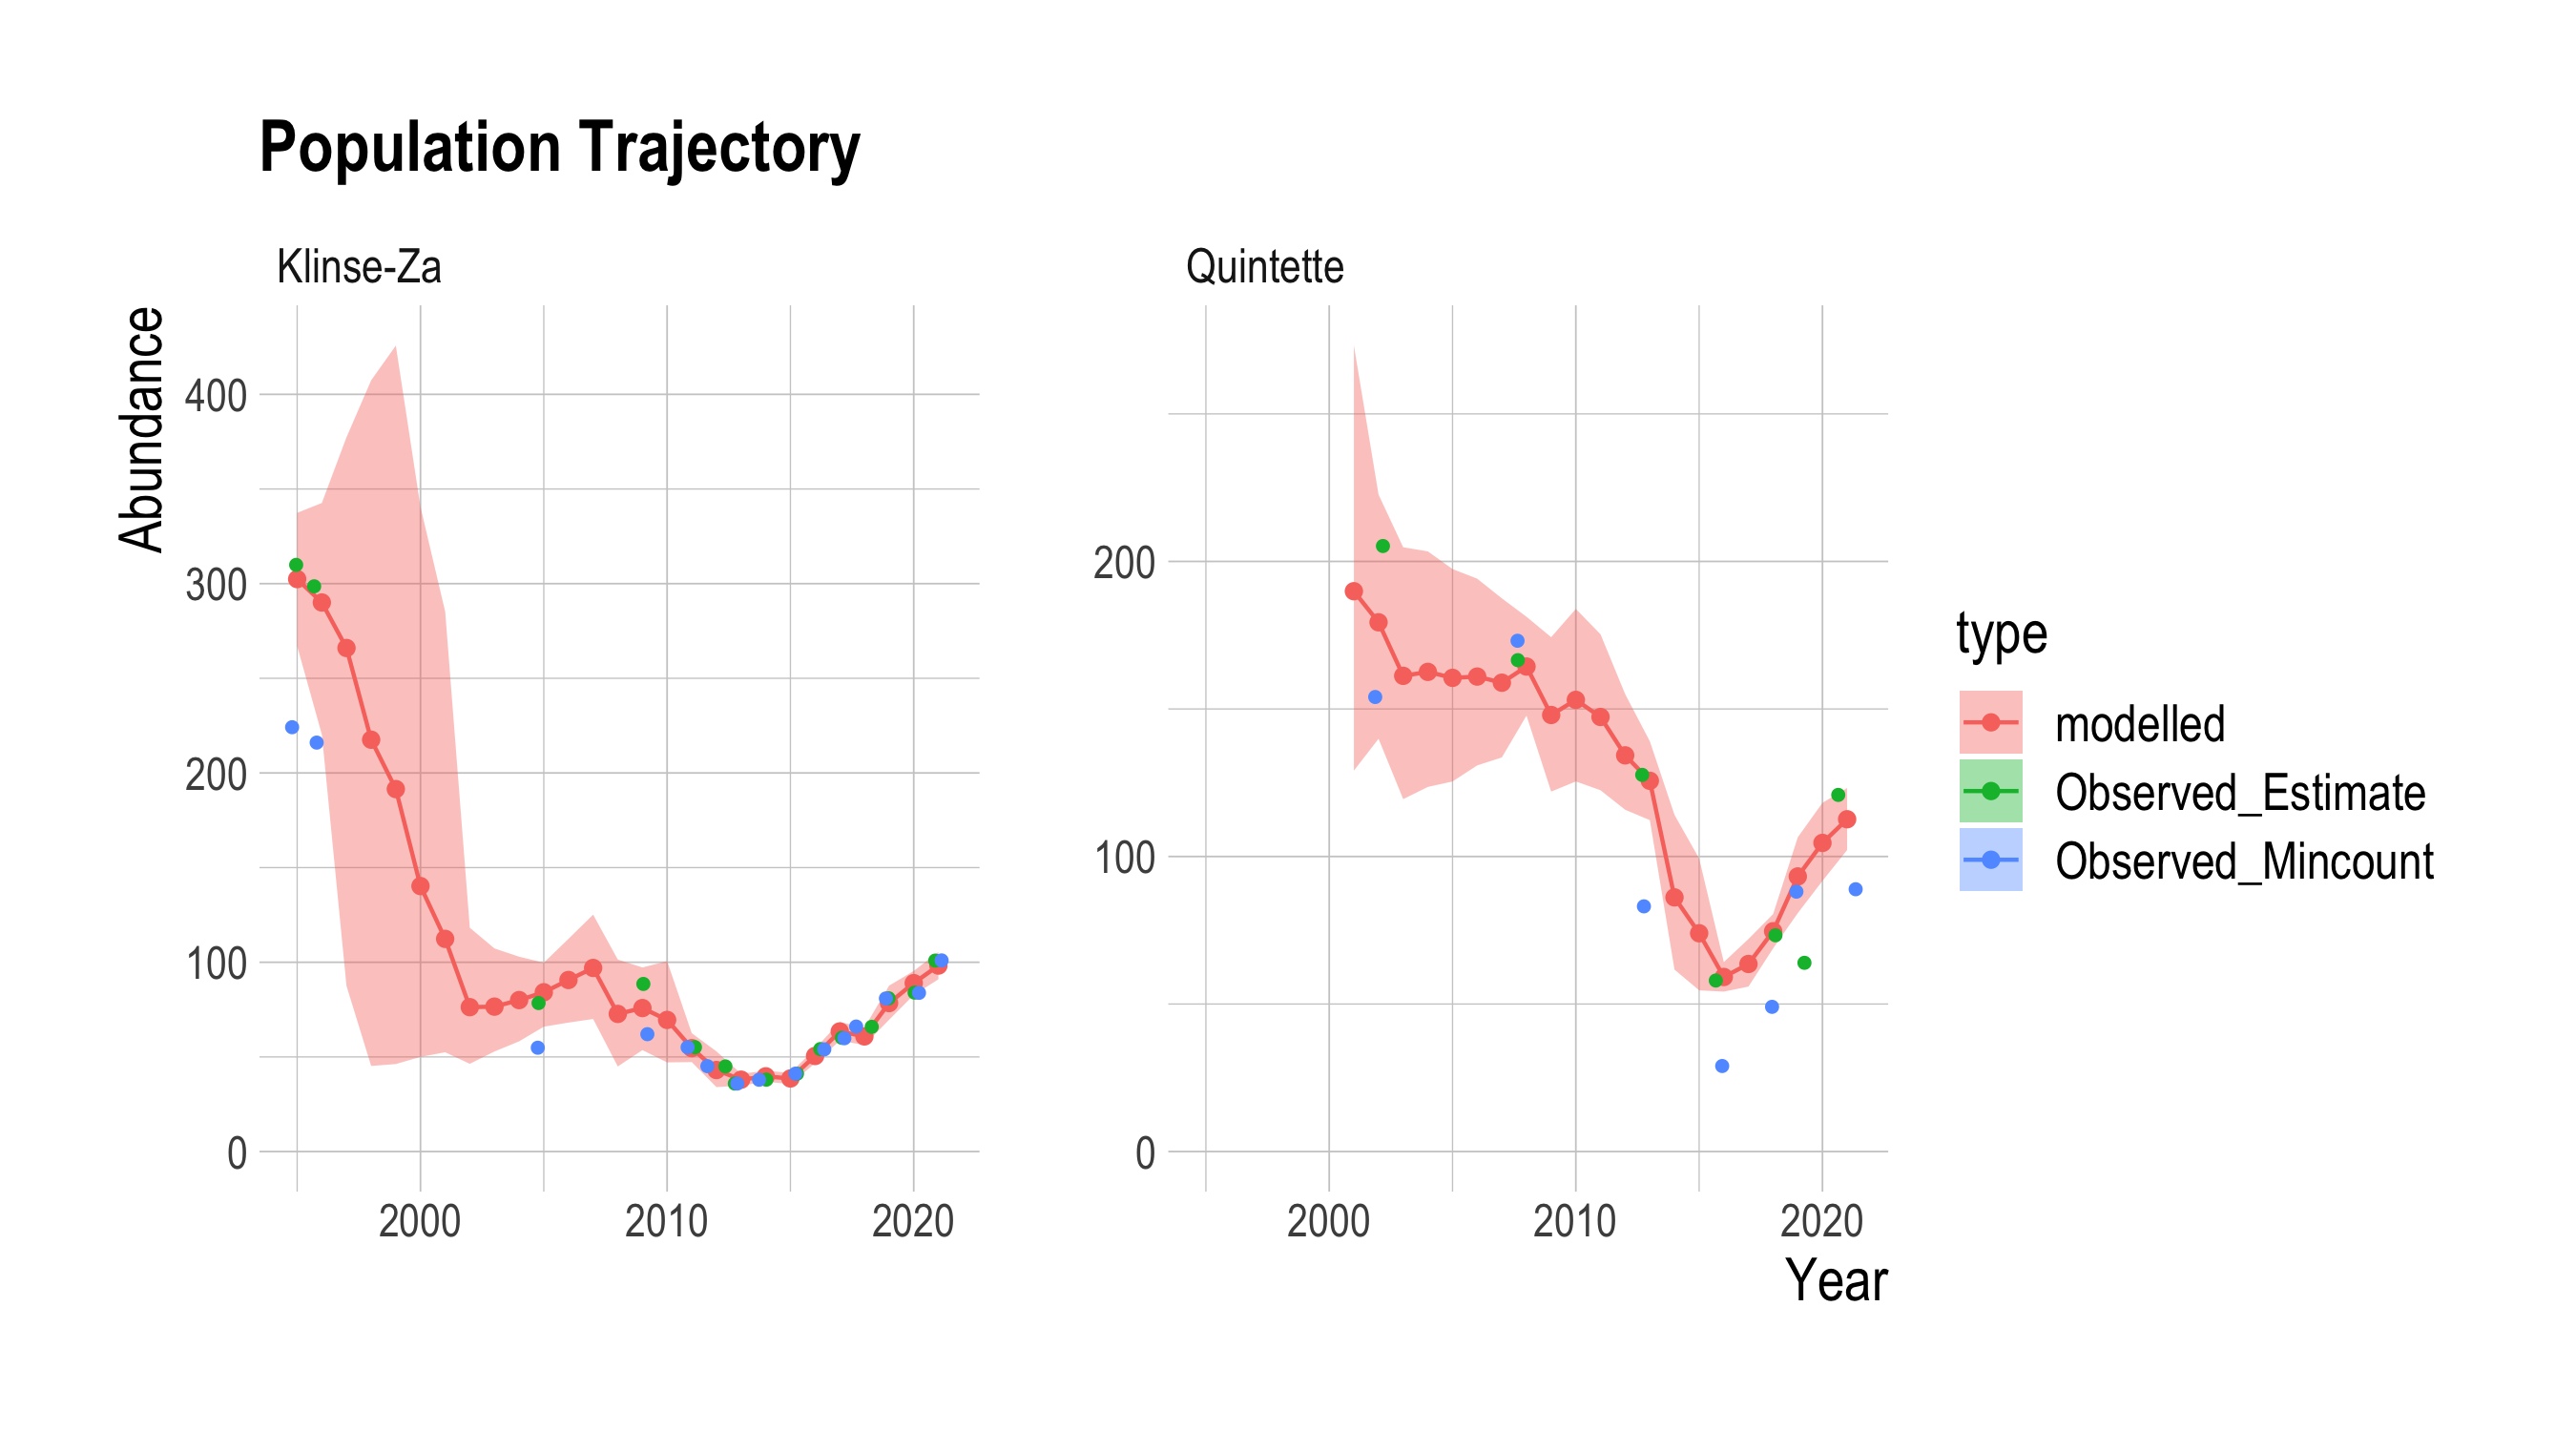 Population Trajectory
Klinse-Za
Quintette
Abundance
400
300
200
100
0
200
100
0
2000
2010
2020
2000
2010
2020
Year
type
modelled
Observed_Estimate
Observed_Mincount